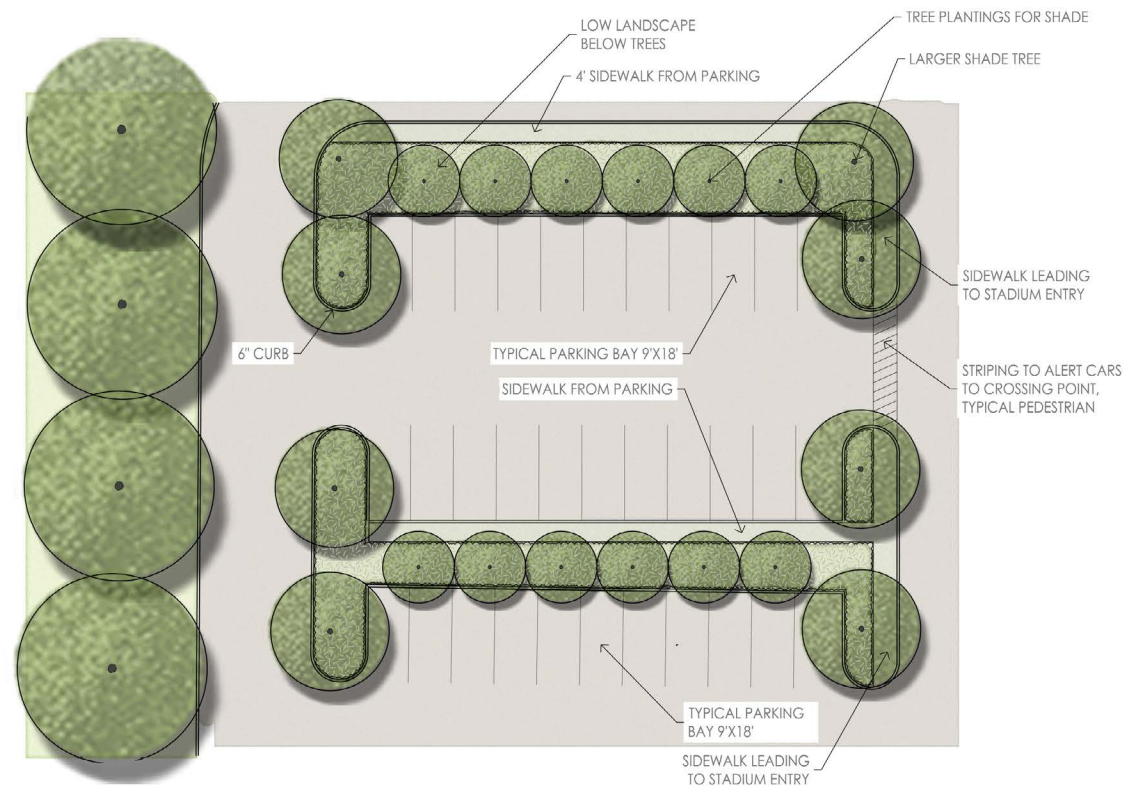 LOW LANDSCAPE
BELOW TREES
TREE PLANTINGS FOR SHADE
4' SIDEWALK FROM PARKING
LARGER SHADE TREE
SIDEWALK LEADING
TO STADIUM ENTRY
6" CURB
TYPICAL PARKING BAY 9'X18'
SIDEWALK FROM PARKING
STRIPING TO ALERT CARS
TO CROSSING POINT,
TYPICAL PEDESTRIAN
TYPICAL PARKING
BAY 9'X18'
SIDEWALK LEADING
TO STADIUM ENTRY